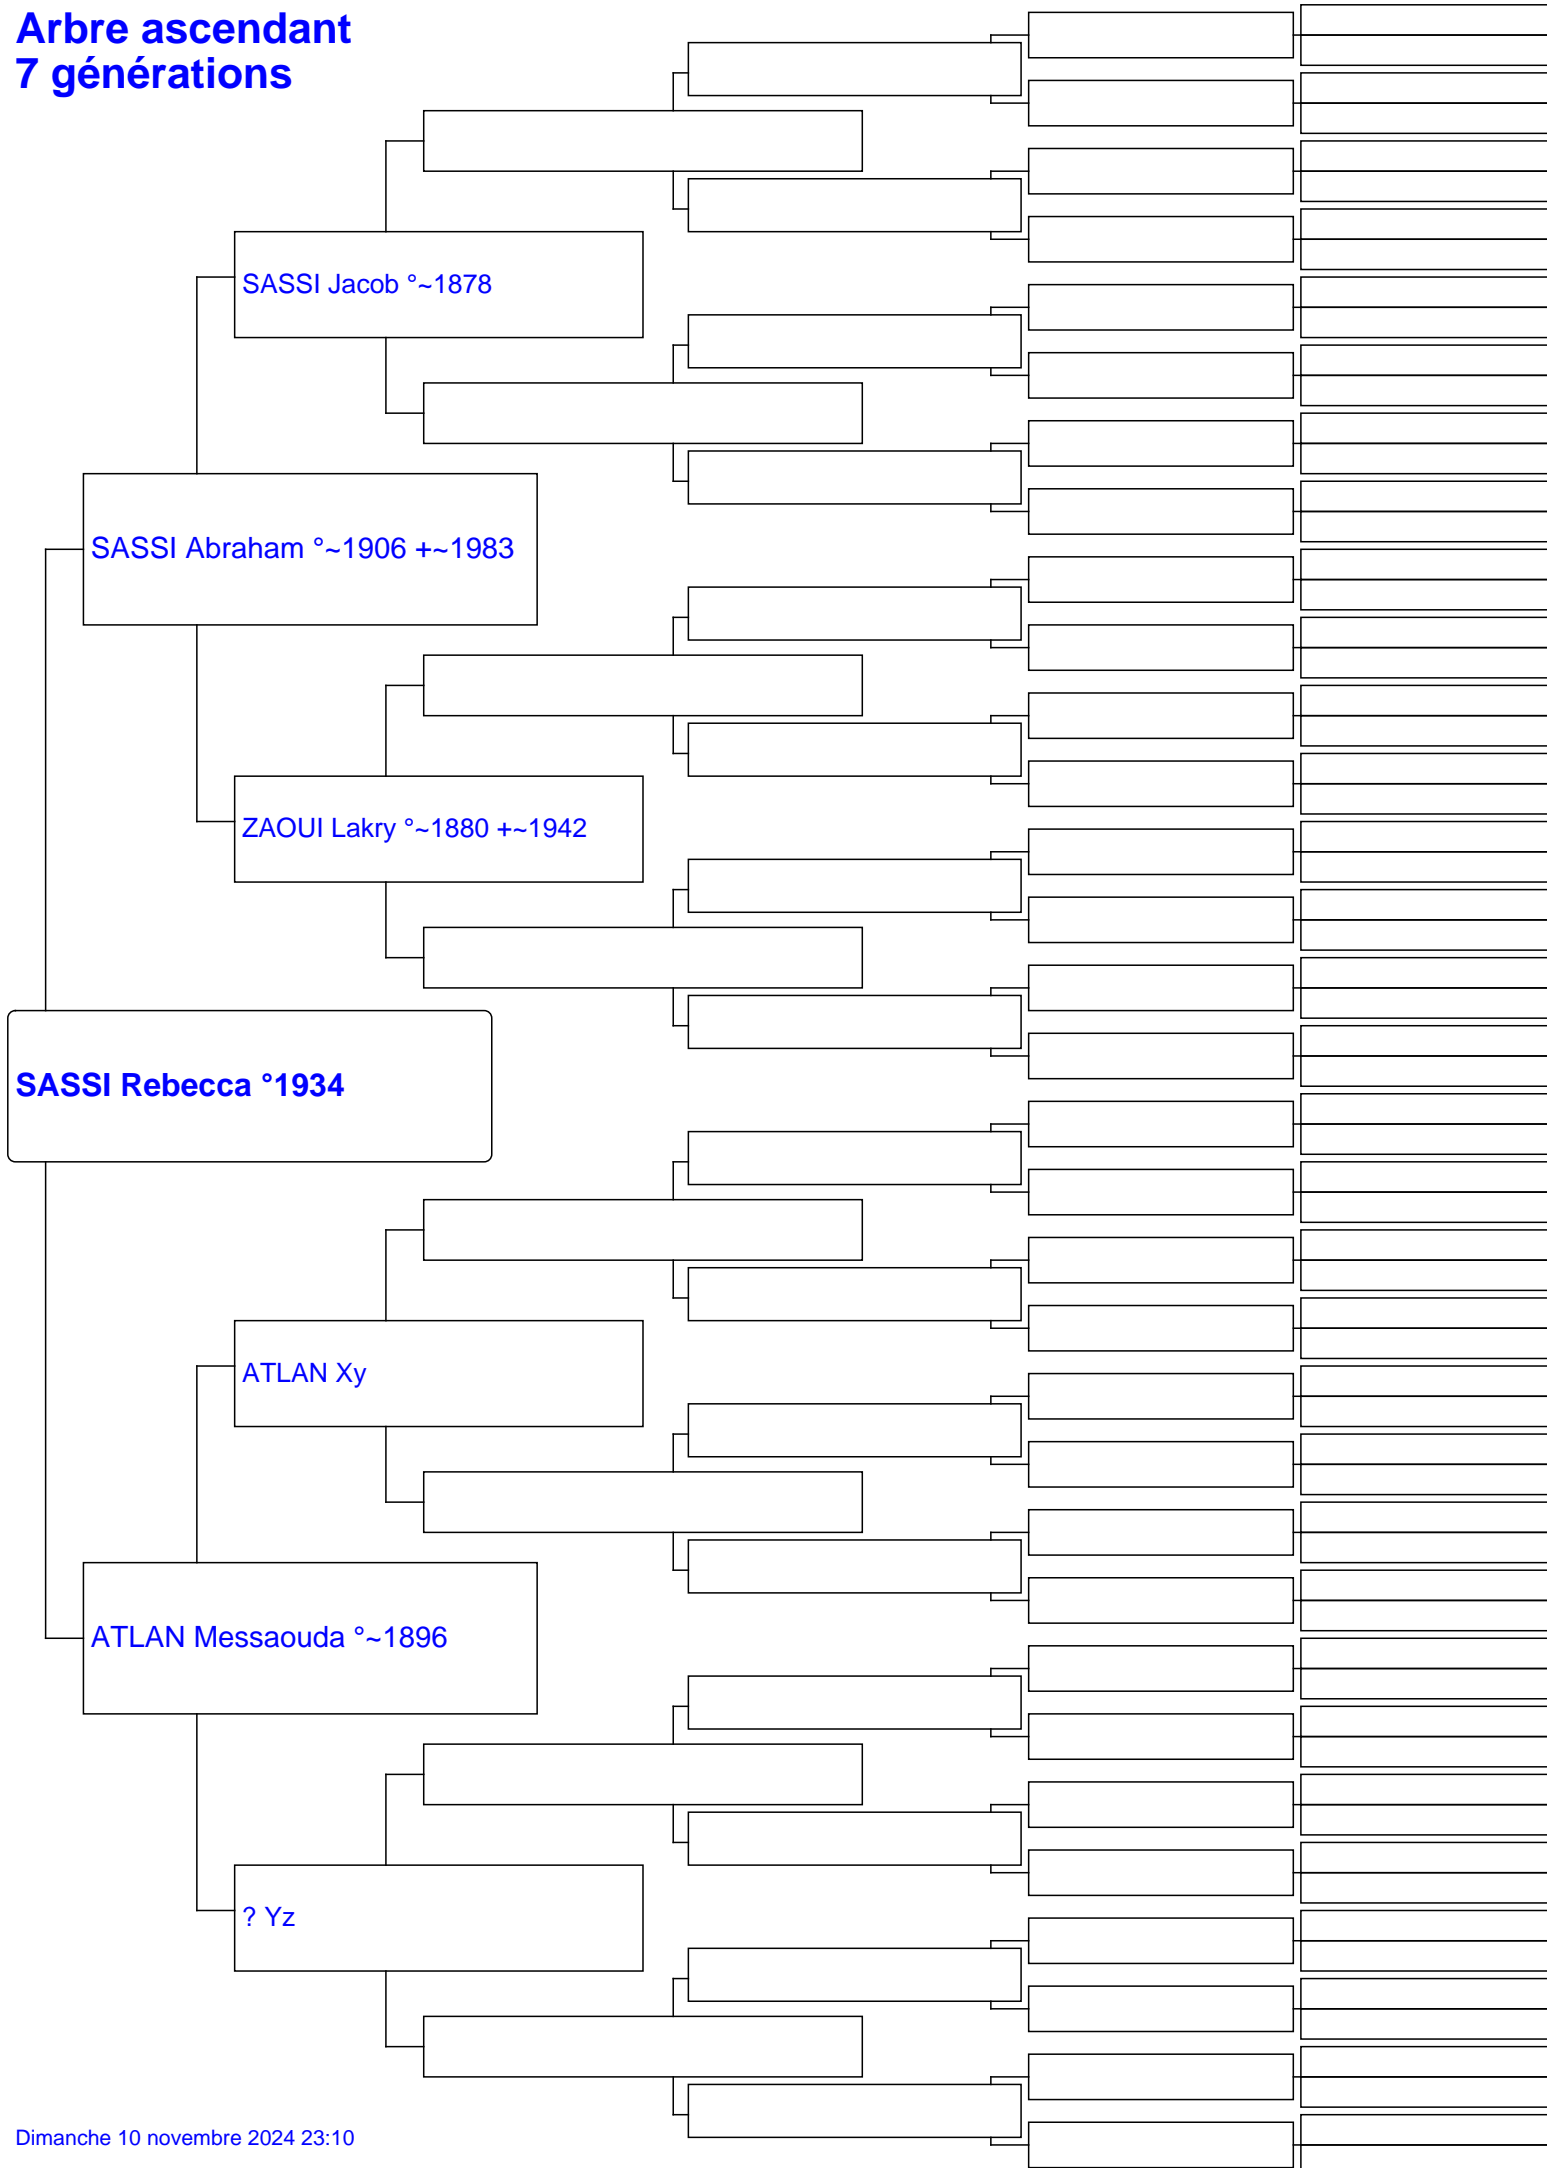 Arbre ascendant
7 générations
SASSI Jacob °~1878
SASSI Abraham °~1906 +~1983
ZAOUI Lakry °~1880 +~1942
SASSI Rebecca °1934
ATLAN Xy
ATLAN Messaouda °~1896
? Yz
Dimanche 10 novembre 2024 23:10